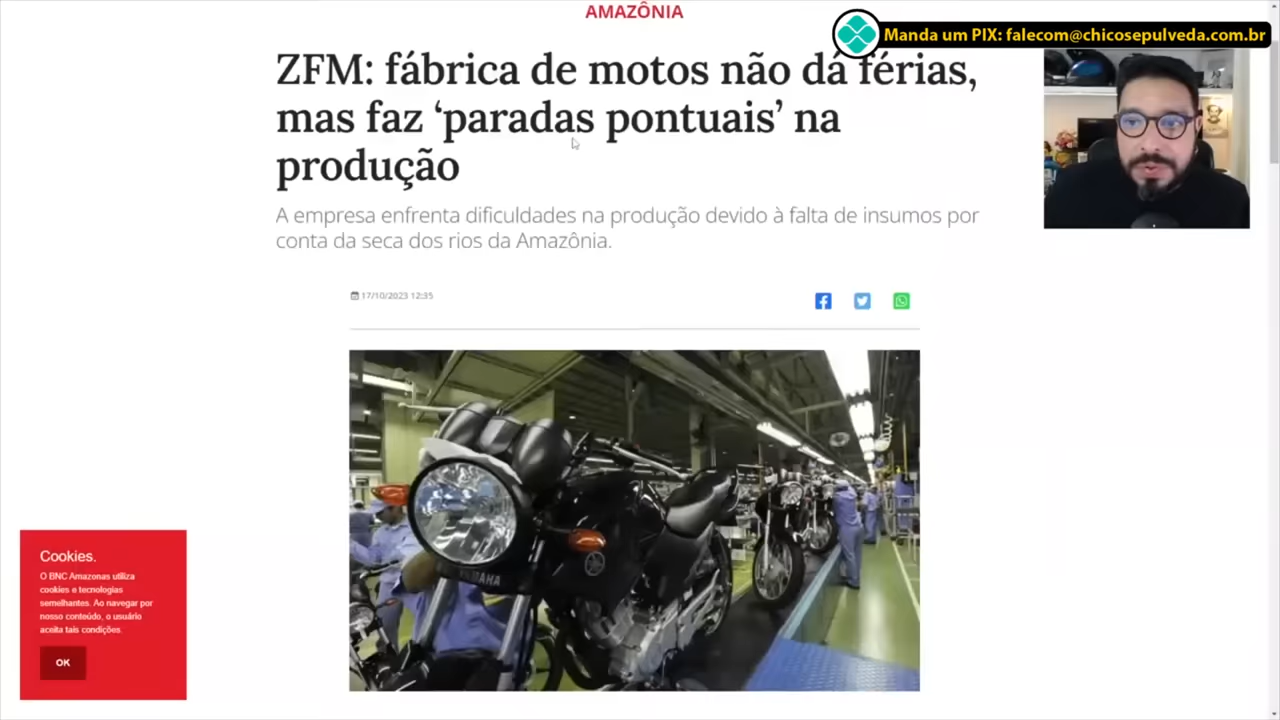 AMAZÔNIA
Manda um PIX: falecom@chicosepulveda.com.br
ZFM: fábrica de motos não dá férias,
mas faz ‘paradas pontuais’ na
produção
A empresa enfrenta dificuldades na produção devido à falta de insumos por
conta da seca dos rios da Amazônia.
17/10/2023 12:35
YAMAHA
Cookies.
O BNC Amazonas utiliza
cookies e tecnologias
semelhantes. Ao navegar por
nosso conteúdo, o usuário
aceita tais condições.
OK